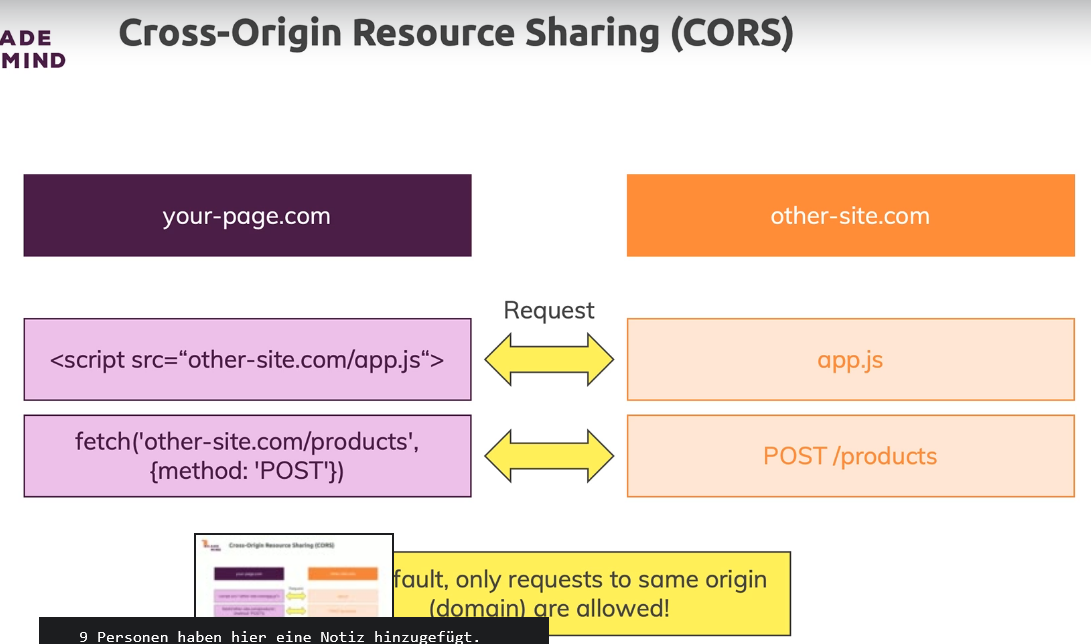 ADE
MIND
Cross-Origin Resource Sharing (CORS)
your-page.com
other-site.com
Request
<script src=“other-site.com/app.js“>
app.js
fetch('other-site.com/products',
{method: 'POST'})
POST /products
Cross-Origin Resource Sharing (CORS)
fault, only requests to same origin
(domain) are allowed!
9 Personen haben hier eine Notiz hinzugefügt.